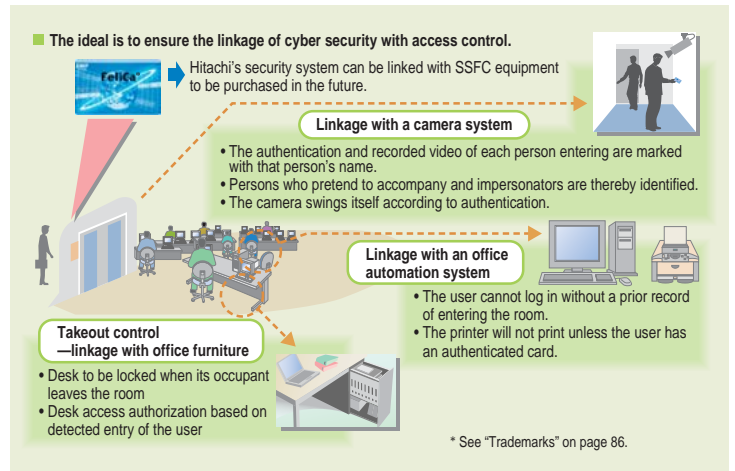 The ideal is to ensure the linkage of cyber security with access control.
FeliCa
Hitachi's security system can be linked with SSFC equipment
to be purchased in the future.
Linkage with a camera system
• The authentication and recorded video of each person entering are marked
with that person's name.
• Persons who pretend to accompany and impersonators are thereby identified.
• The camera swings itself according to authentication.
Linkage with an office
automation system
• The user cannot log in without a prior record
of entering the room.
• The printer will not print unless the user has
an authenticated card.
Takeout control
—linkage with office furniture
• Desk to be locked when its occupant
leaves the room
• Desk access authorization based on
detected entry of the user
* See "Trademarks" on page 86.